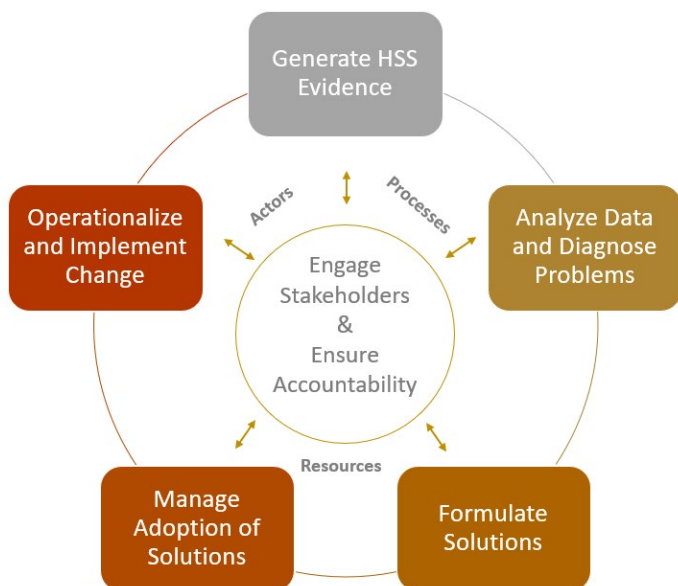 Generate HSS
Evidence
Actors
Processes
Operationalize
and Implement
Change
Analyze Data
and Diagnose
Problems
Engage
Stakeholders
&
Ensure
Accountability
Resources
Manage
Adoption of
Solutions
Formulate
Solutions